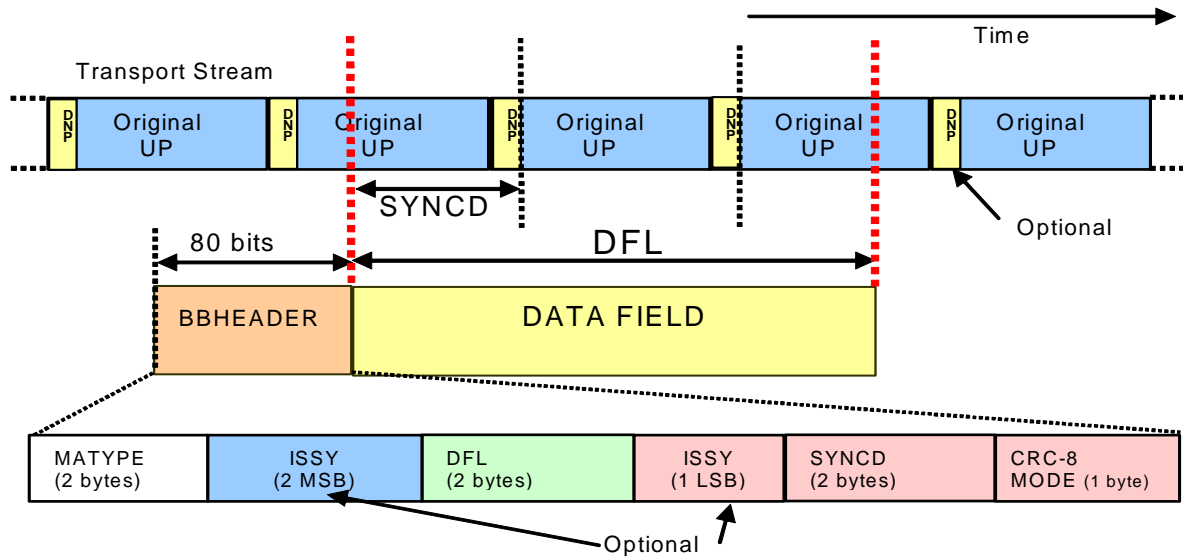 Time
Transport Stream
DNP
Original
UP
DNP
Original
UP
DNP
Original
UP
DNP
Original
UP
DNP
Original
UP
SYNCD
Optional
80 bits
DFL
BBHEADER
DATA FIELD
MATYPE
(2 bytes)
ISSY
(2 MSB)
DFL
(2 bytes)
ISSY
(1 LSB)
SYNCD
(2 bytes)
CRC-8
MODE (1 byte)
Optional